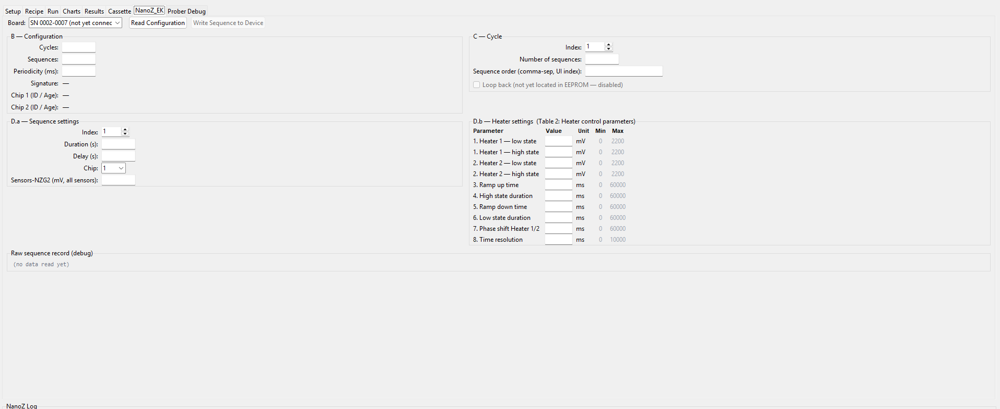 Setup Recipe Run Charts Results Cassette NanoZ_EK Prober Debug
Board: SN 0002-0007 (not yet connec Read Configuration Write Sequence to Device
B — Configuration
Cycles:
Sequences:
Periodicity (ms):
Signature: —
Chip 1 (ID / Age): —
Chip 2 (ID / Age): —
C — Cycle
Index: 1
Number of sequences:
Sequence order (comma-sep, UI index):
Loop back (not yet located in EEPROM — disabled)
D.a — Sequence settings
Index: 1
Duration (s):
Delay (s):
Chip: 1
Sensors-NZG2 (mV, all sensors):
D.b — Heater settings (Table 2: Heater control parameters)
Parameter Value Unit Min Max
1. Heater 1 — low state mV 0 2200
1. Heater 1 — high state mV 0 2200
2. Heater 2 — low state mV 0 2200
2. Heater 2 — high state mV 0 2200
3. Ramp up time ms 0 60000
4. High state duration ms 0 60000
5. Ramp down time ms 0 60000
6. Low state duration ms 0 60000
7. Phase shift Heater 1/2 ms 0 60000
8. Time resolution ms 0 10000
Raw sequence record (debug)
(no data read yet)
NanoZ Log